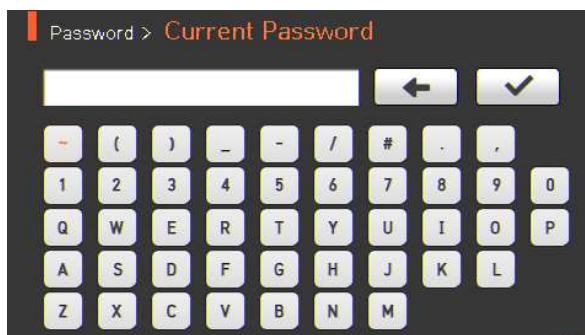 Password > Current Password
~ ( ) _ - / # . ,
1 2 3 4 5 6 7 8 9 0
Q W E R T Y U I O P
A S D F G H J K L
Z X C V B N M